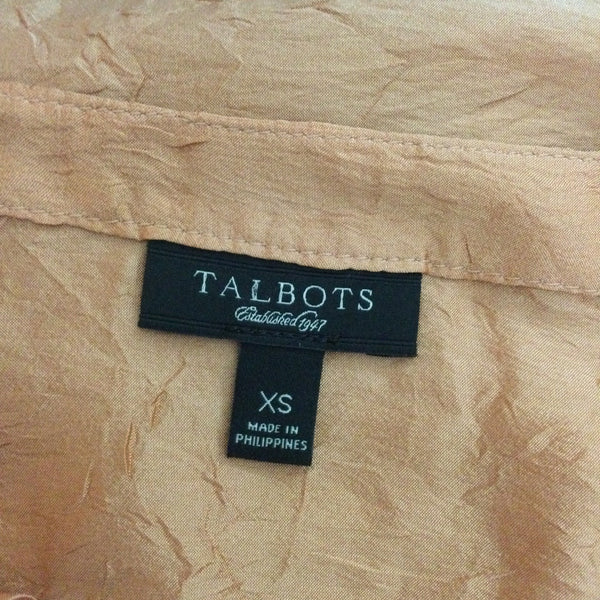 TALBOTS
Established 1947
XS
MADE IN
PHILIPPINES